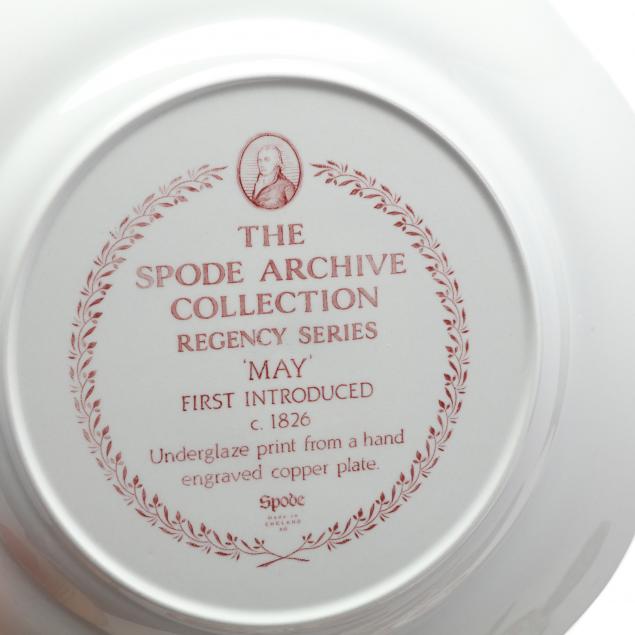 THE
SPODE ARCHIVE
COLLECTION
REGENCY SERIES
'MAY'
FIRST INTRODUCED
c. 1826
Underglaze print from a hand
engraved copper plate.
Spode
MADE IN
ENGLAND